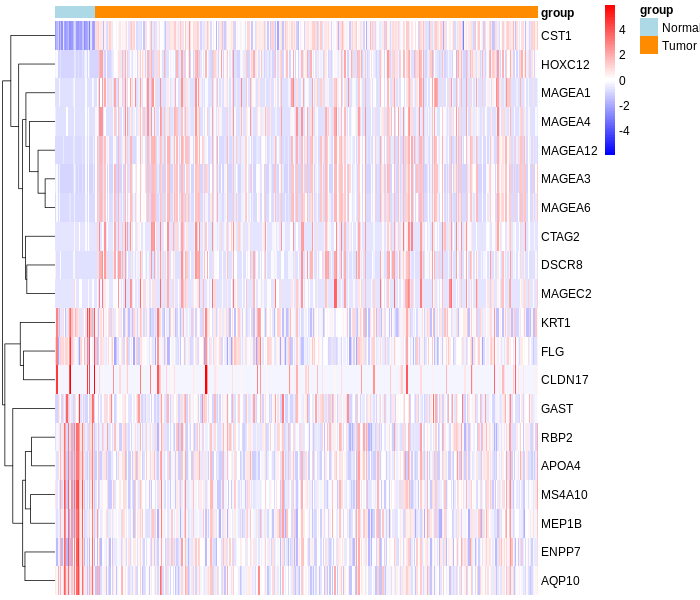 group
CST1
HOXC12
MAGEA1
MAGEA4
MAGEA12
MAGEA3
MAGEA6
CTAG2
DSCR8
MAGEC2
KRT1
FLG
CLDN17
GAST
RBP2
APOA4
MS4A10
MEP1B
ENPP7
AQP10
4
2
0
-2
-4
group
Normal
Tumor